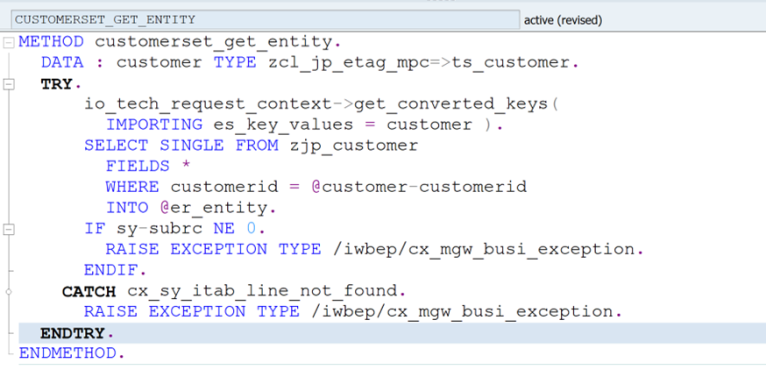 CUSTOMERSET_GET_ENTITY active (revised)
METHOD customerset_get_entity.
DATA : customer TYPE zcl_jp_etag_mpc=>ts_customer.
TRY.
io_tech_request_context->get_converted_keys(
IMPORTING es_key_values = customer ).
SELECT SINGLE FROM zjp_customer
FIELDS *
WHERE customerid = @customer-customerid
INTO @er_entity.
IF sy-subrc NE 0.
RAISE EXCEPTION TYPE /iwbep/cx_mgw_busi_exception.
ENDIF.
CATCH cx_sy_itab_line_not_found.
RAISE EXCEPTION TYPE /iwbep/cx_mgw_busi_exception.
ENDTRY.
ENDMETHOD.